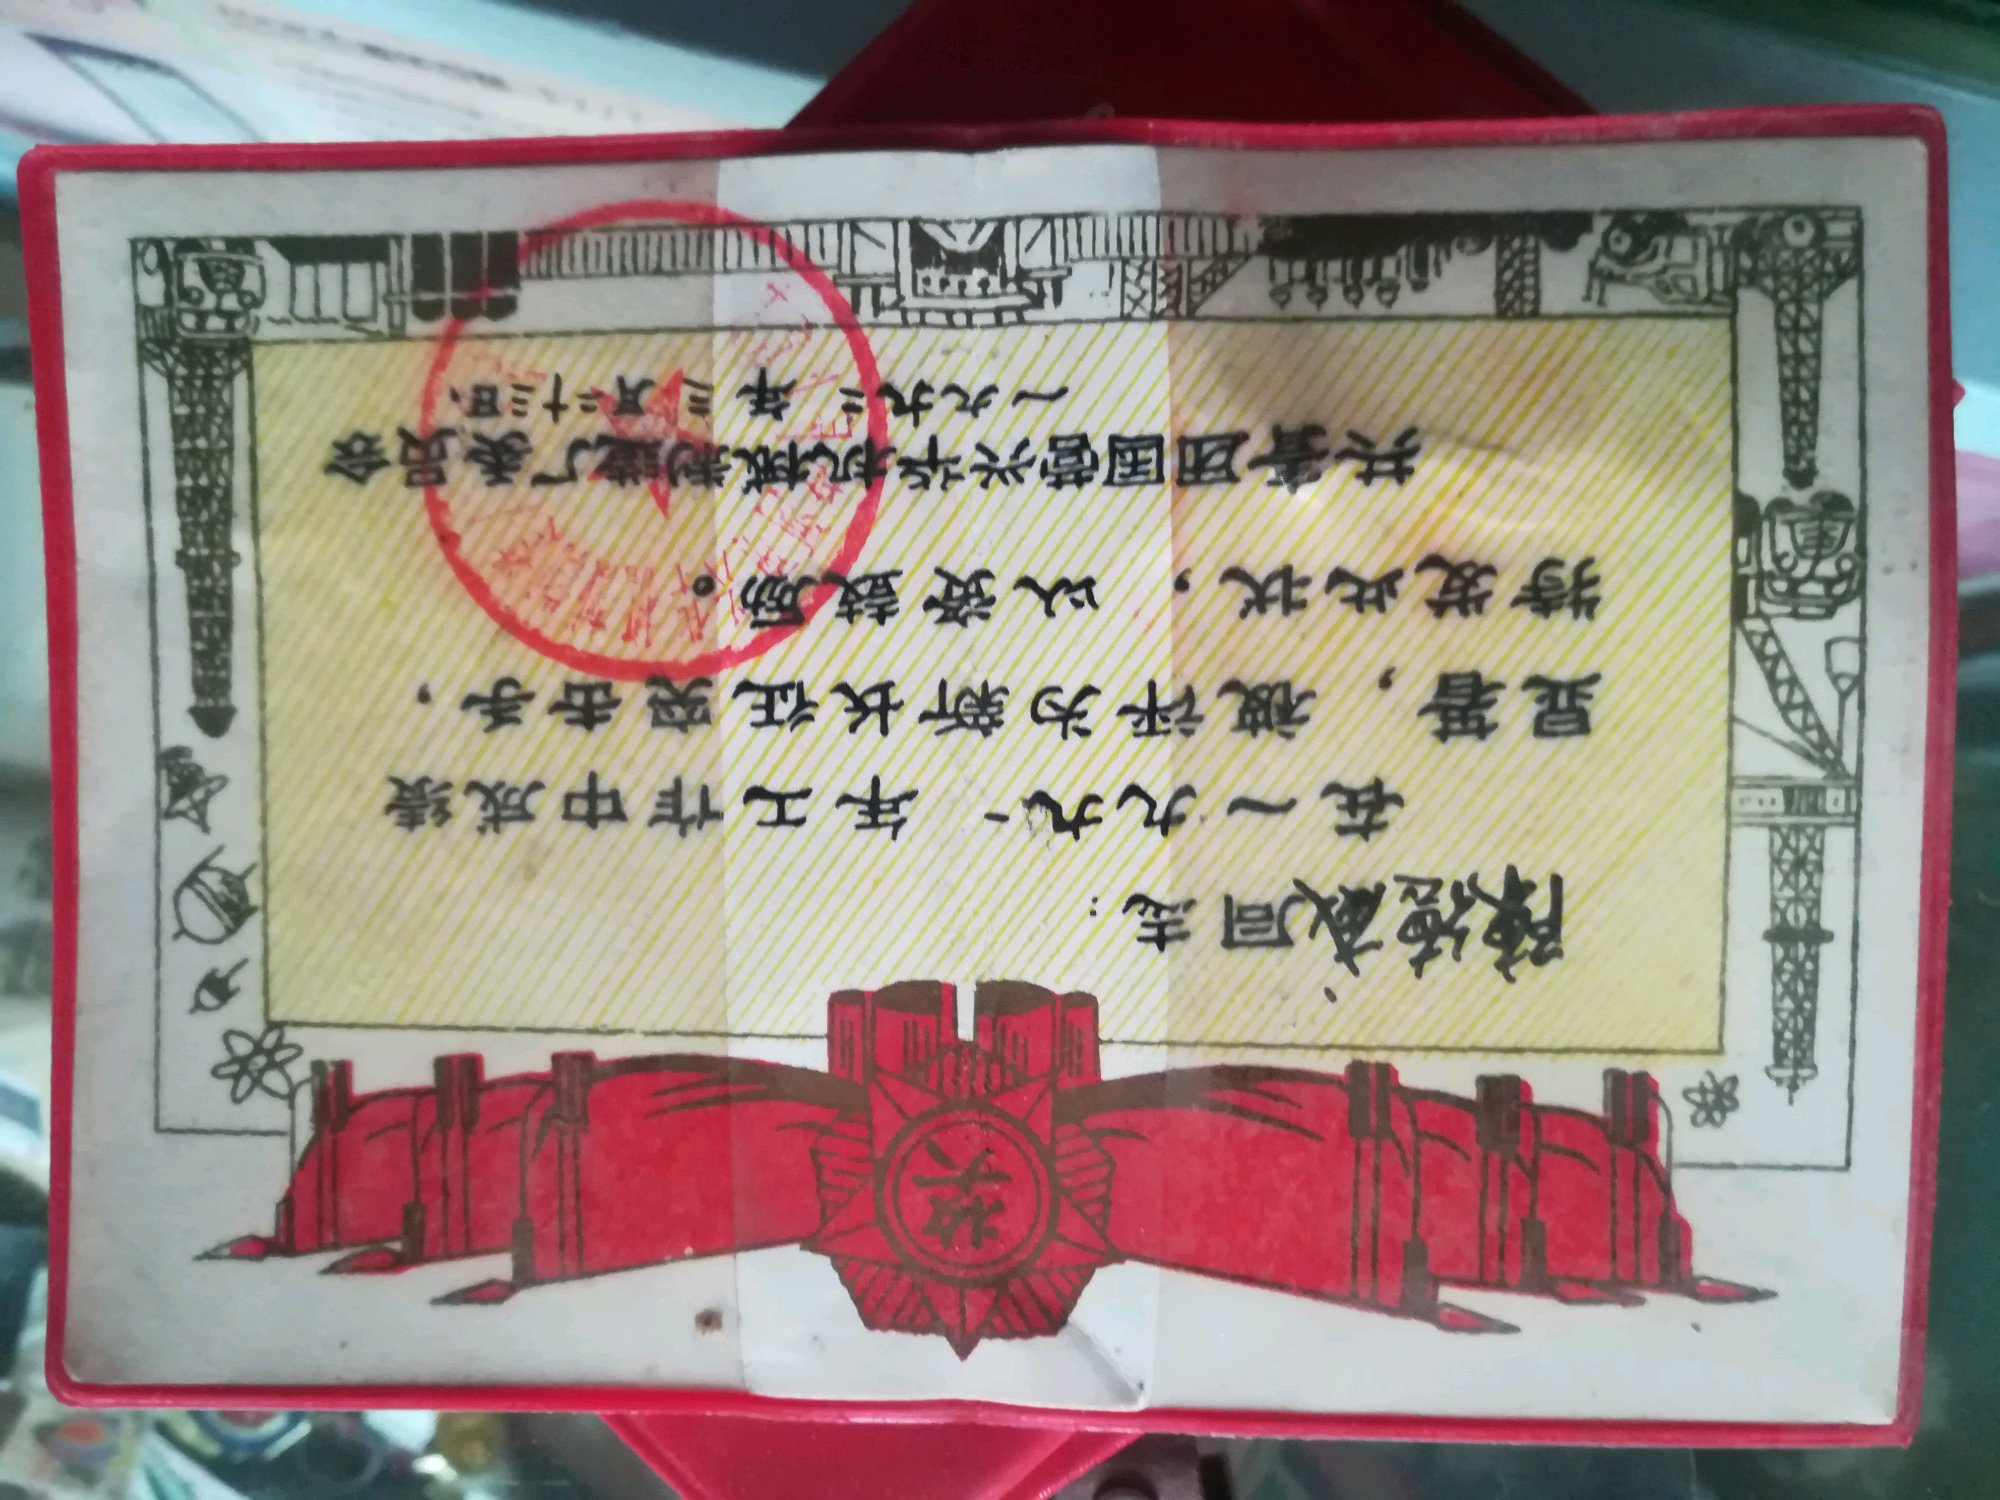 奖
陈德威同志：
在一九九一年工作中成绩
显著，被评为新长征突击手，
特发此状，以资鼓励。
共青团国营兴华机械制造厂委员会
一九九二年三月二十三日